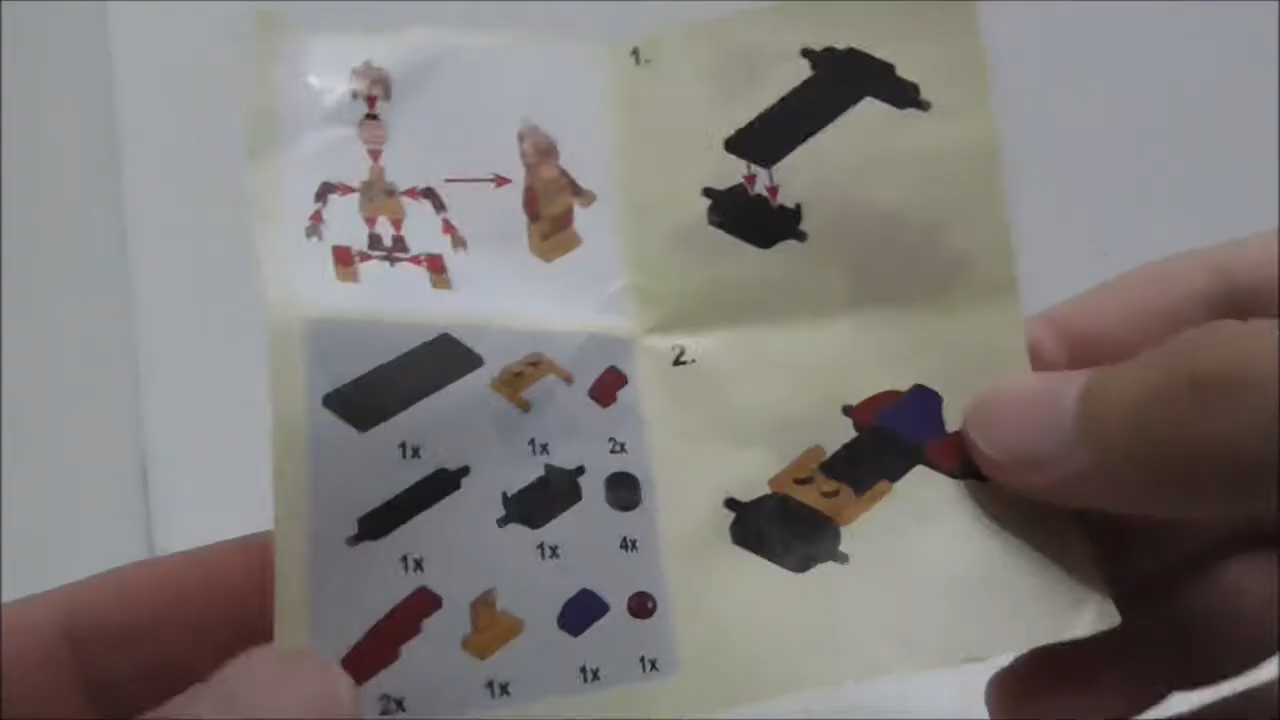 1.
2.
1x 1x 2x
1x 1x 4x
2x 1x 1x 1x